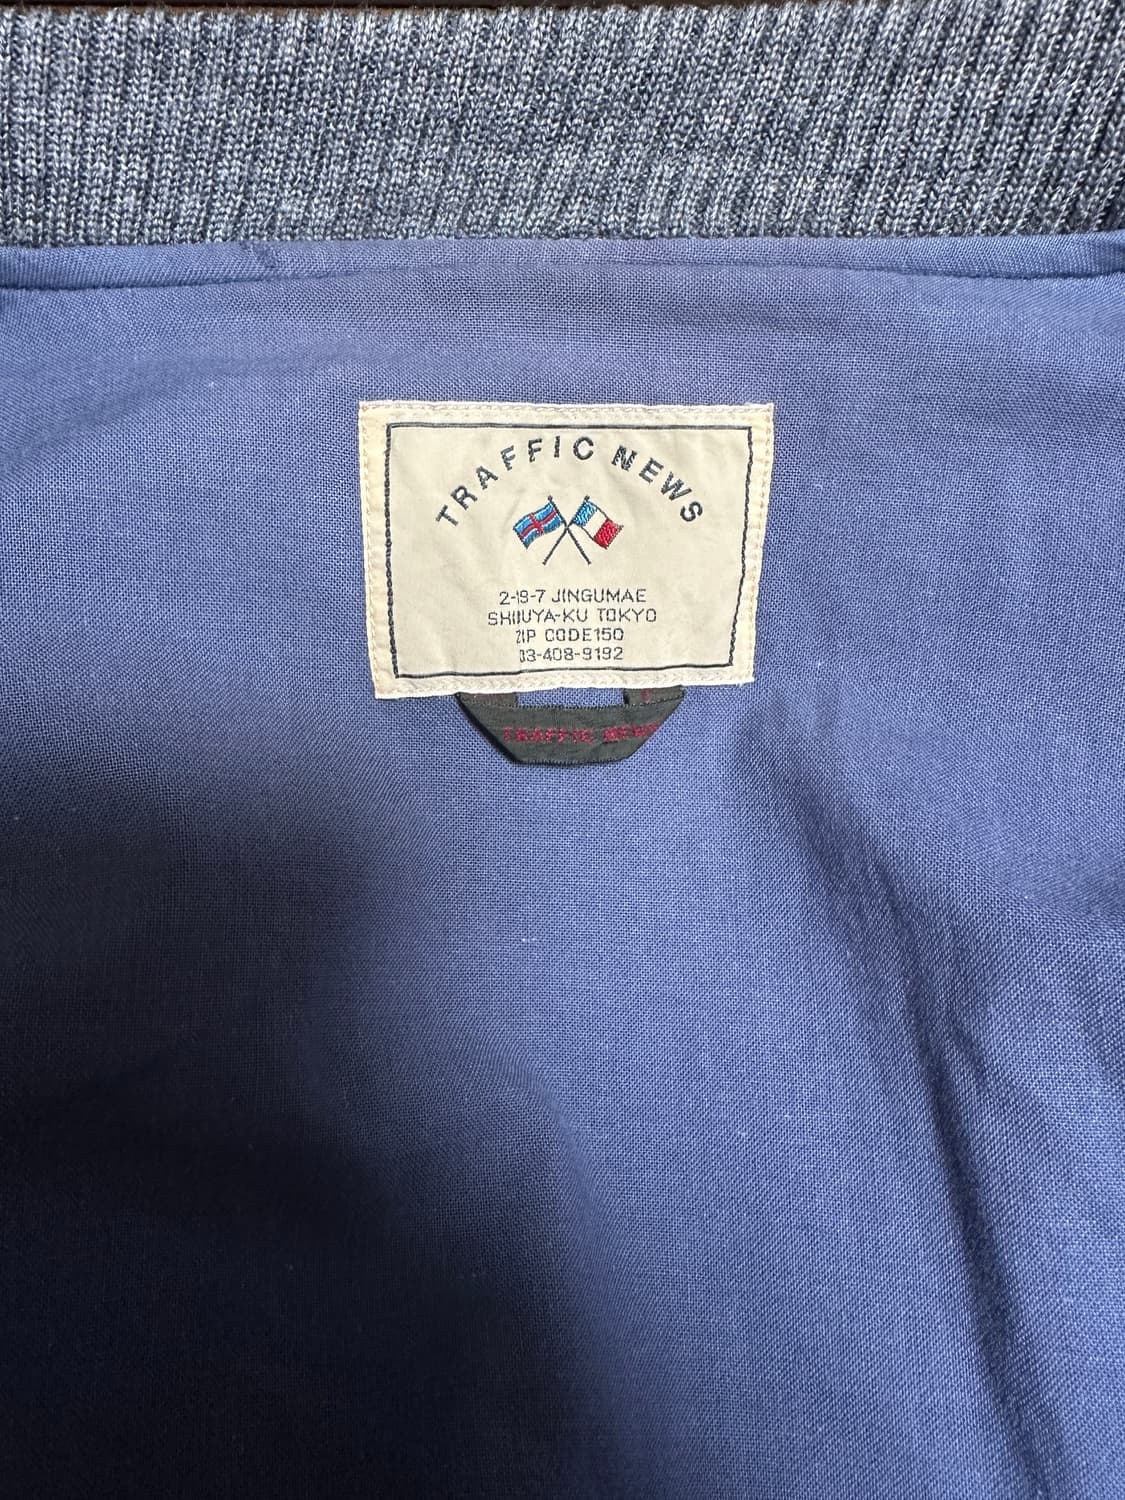 TRAFFIC NEWS
2-19-7 JINGUMAE
SHIBUYA-KU TOKYO
ZIP CODE150
03-408-9192
TRAFFIC NEWS